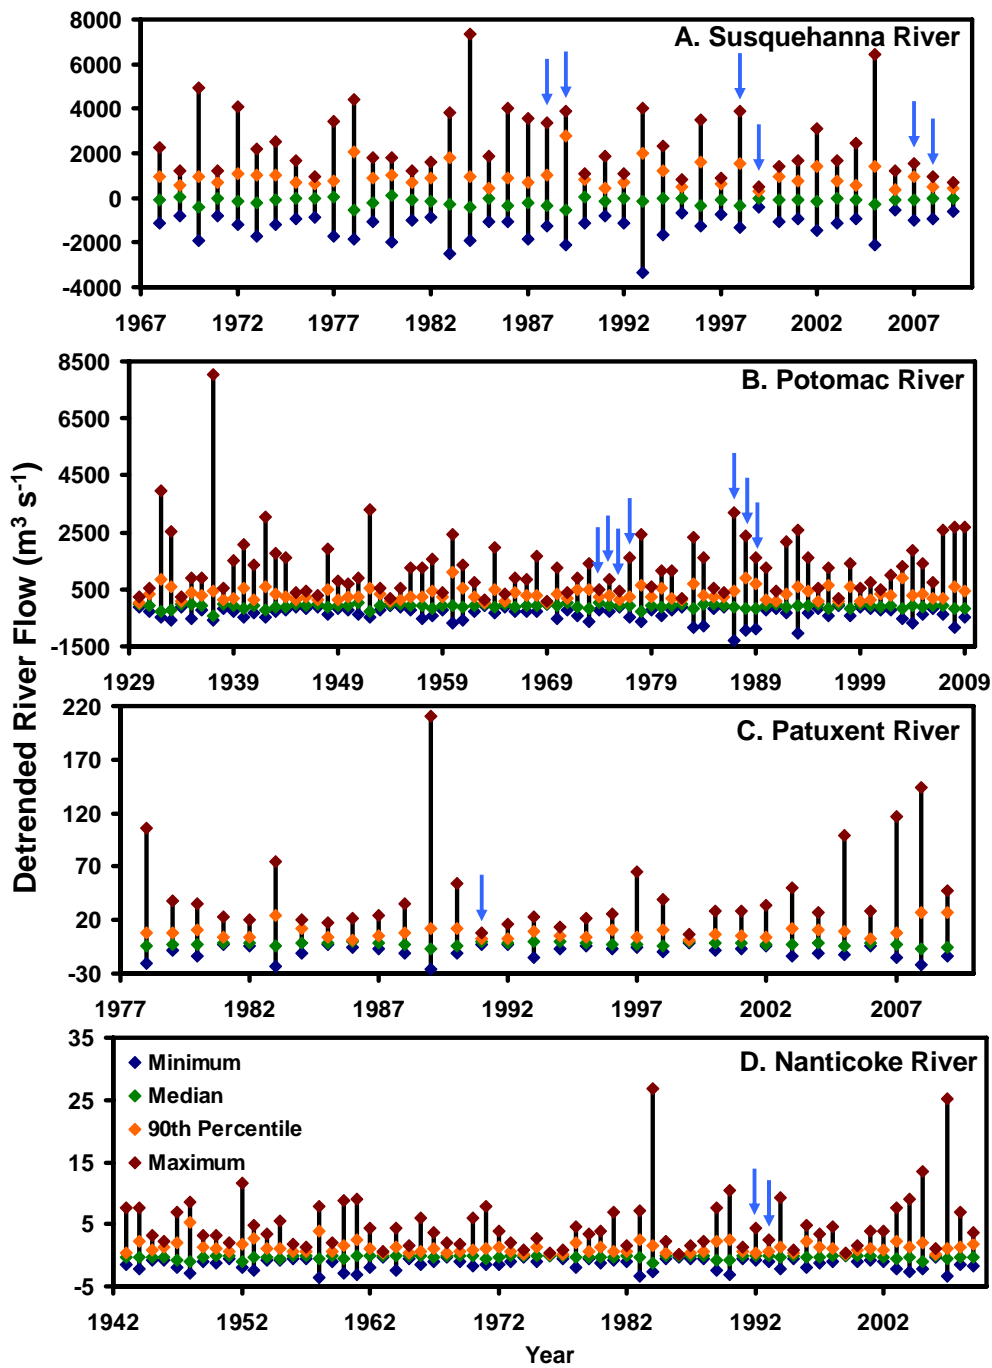 Detrended River Flow (m³ s⁻¹)
A. Susquehanna River
8000
6000
4000
2000
0
-2000
-4000
1967 1972 1977 1982 1987 1992 1997 2002 2007
B. Potomac River
8500
6500
4500
2500
500
-1500
1929 1939 1949 1959 1969 1979 1989 1999 2009
C. Patuxent River
220
170
120
70
20
-30
1977 1982 1987 1992 1997 2002 2007
D. Nanticoke River
35
25
15
5
-5
Minimum
Median
90th Percentile
Maximum
1942 1952 1962 1972 1982 1992 2002
Year